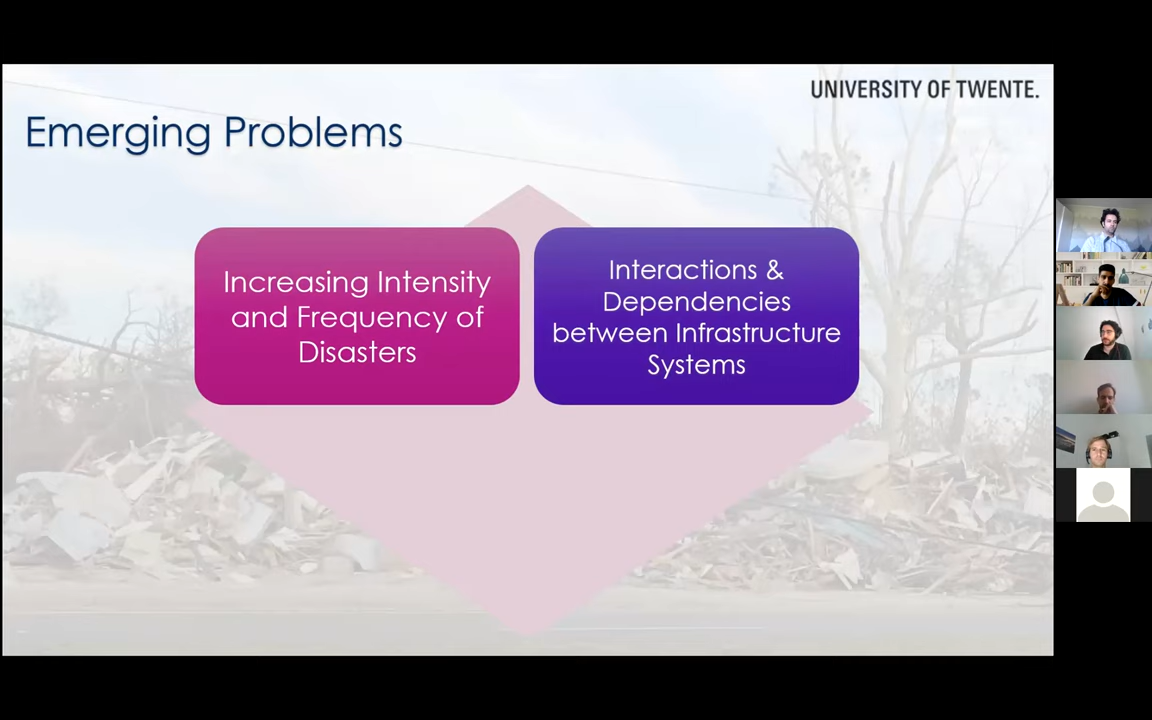 UNIVERSITY OF TWENTE.
Emerging Problems
Increasing Intensity
and Frequency of
Disasters
Interactions &
Dependencies
between Infrastructure
Systems